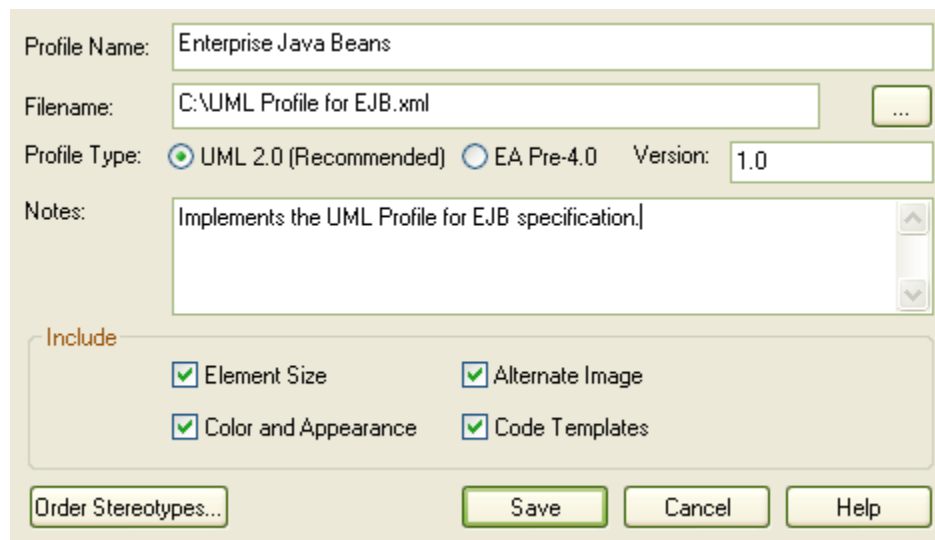 Profile Name: Enterprise Java Beans
Filename: C:\UML Profile for EJB.xml ...
Profile Type: UML 2.0 (Recommended) EA Pre-4.0 Version: 1.0
Notes: Implements the UML Profile for EJB specification.
Include
Element Size Alternate Image
Color and Appearance Code Templates
Order Stereotypes... Save Cancel Help